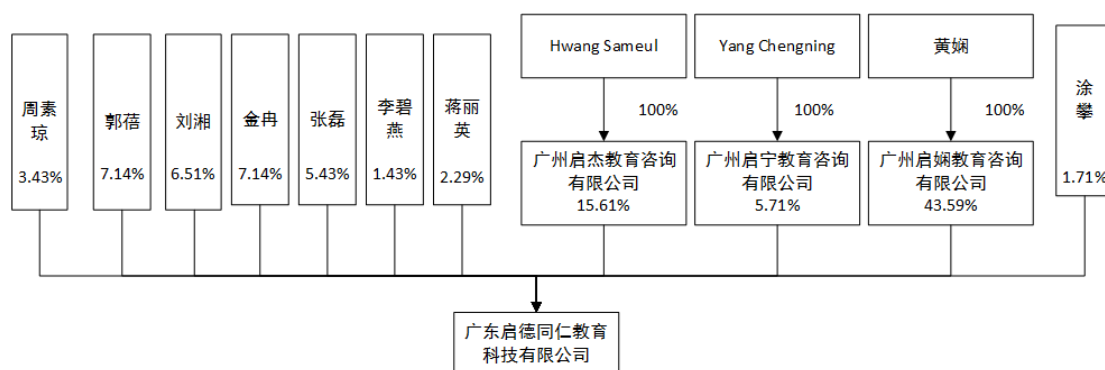 周素
琼
3.43%
郭蓓
7.14%
刘湘
6.51%
金冉
7.14%
张磊
5.43%
李碧
燕
1.43%
蒋丽
英
2.29%
Hwang Sameul
100%
广州启杰教育咨询
有限公司
15.61%
Yang Chengning
100%
广州启宁教育咨询
有限公司
5.71%
黄娴
100%
广州启娴教育咨询
有限公司
43.59%
涂
攀
1.71%
广东启德同仁教育
科技有限公司